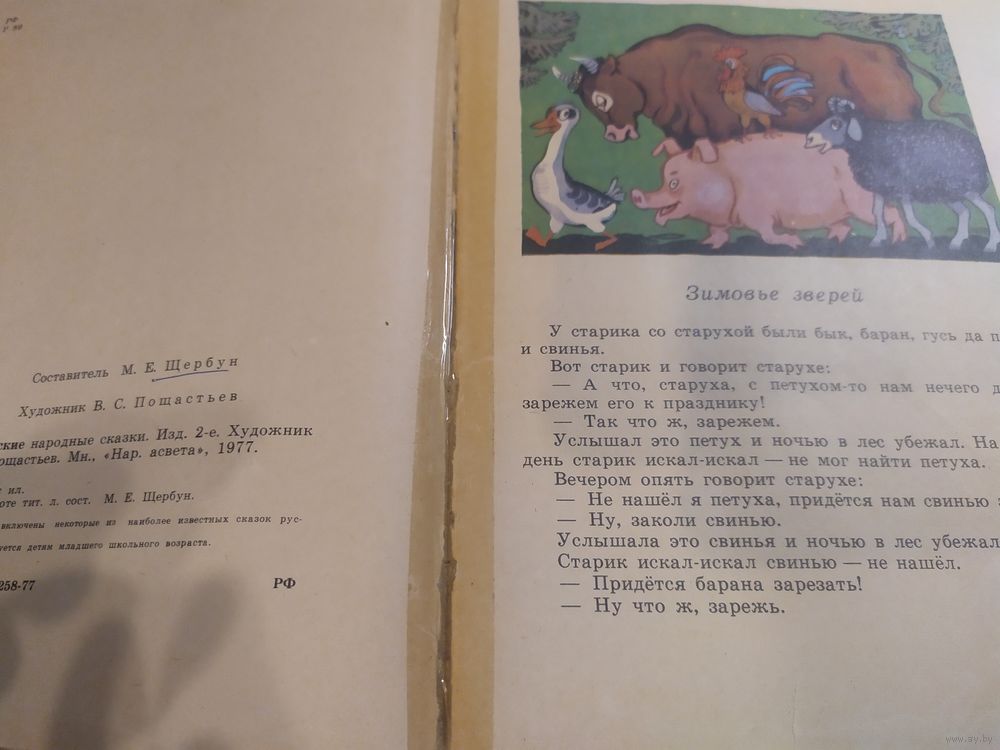 РФ
Составитель М. Е. Щербун
Художник В. С. Пощастьев
народные сказки. Изд. 2-е. Художник
Мн., «Нар. асвета», 1977.
ил.
тит. л. сост. М. Е. Щербун.
включены некоторые из наиболее известных сказок рус-
детям младшего школьного возраста.
258-77 РФ
Зимовье зверей
У старика со старухой были бык, баран, гусь да п
и свинья.
Вот старик и говорит старухе:
— А что, старуха, с петухом-то нам нечего д
зарежем его к празднику!
— Так что ж, зарежем.
Услышал это петух и ночью в лес убежал. На
день старик искал-искал — не мог найти петуха.
Вечером опять говорит старухе:
— Не нашёл я петуха, придётся нам свинью
— Ну, заколи свинью.
Услышала это свинья и ночью в лес убежал
Старик искал-искал свинью — не нашёл.
— Придётся барана зарезать!
— Ну что ж, зарежь.
www.ay.by